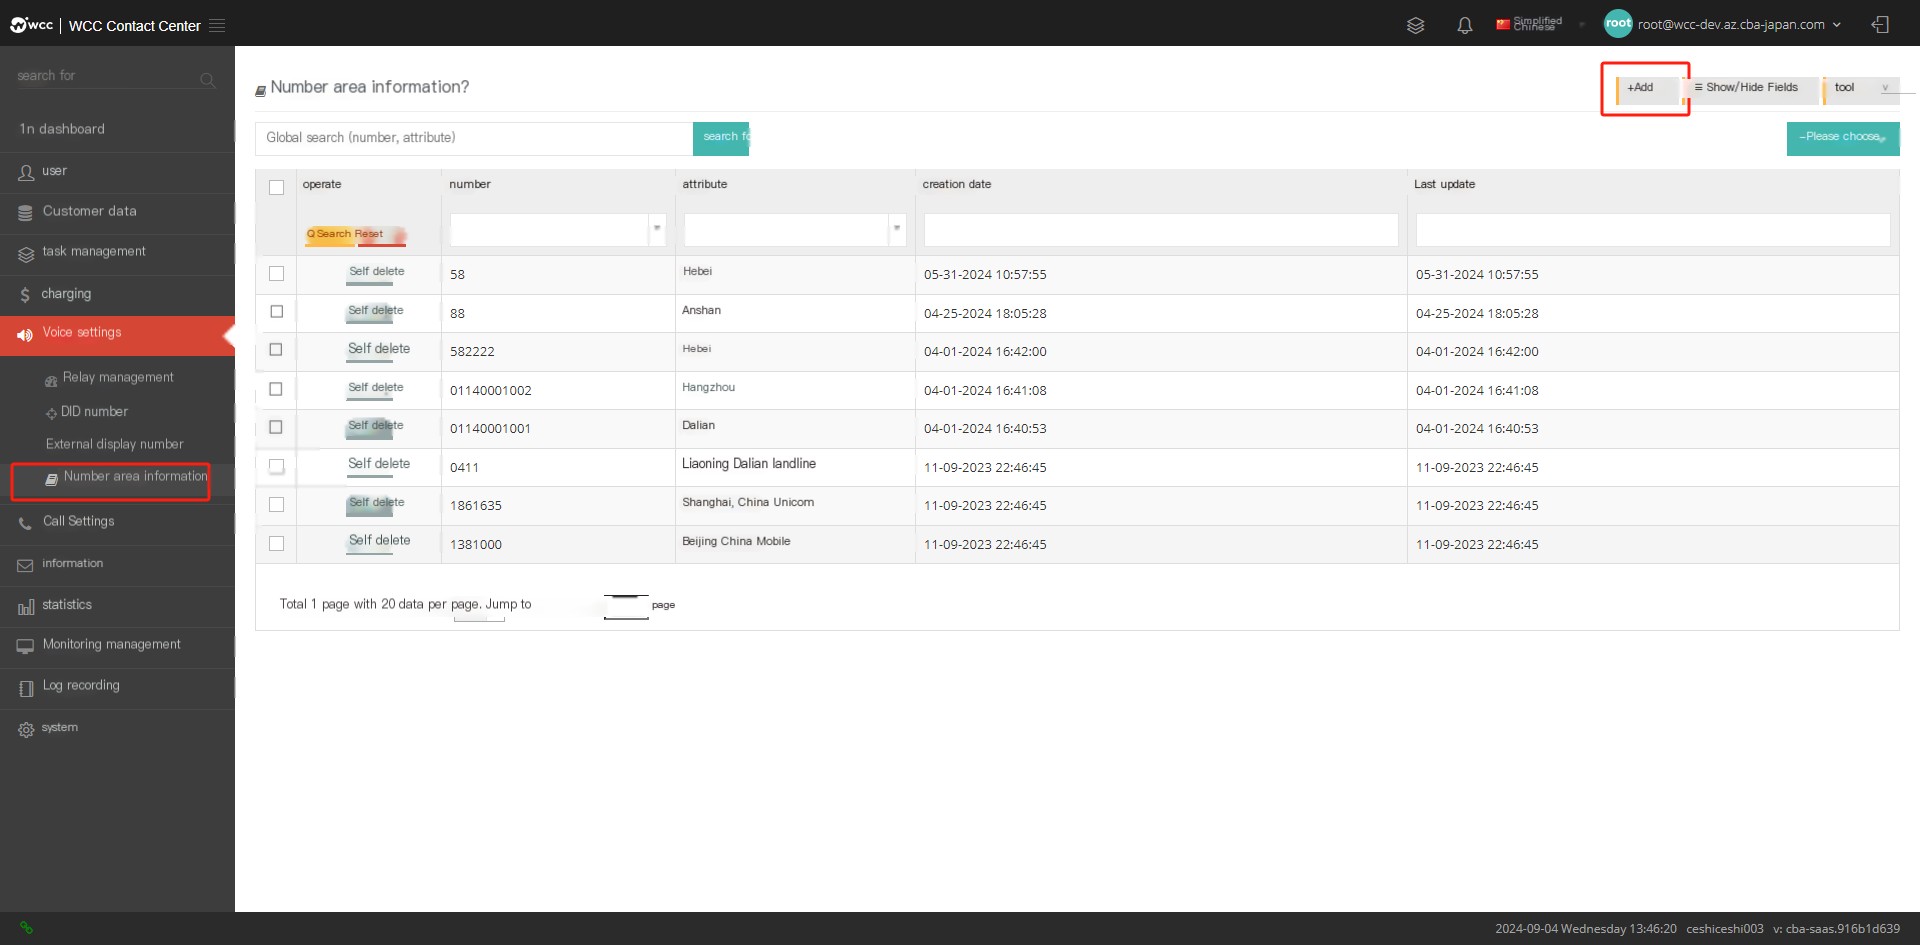 wcc | WCC Contact Center
Simplified Chinese
root root@wcc-dev.az.cba-japan.com
search for
1n dashboard
user
Customer data
task management
charging
Voice settings
Relay management
DID number
External display number
Number area information
Call Settings
information
statistics
Monitoring management
Log recording
system
Number area information?
+Add
Show/Hide Fields
tool
Global search (number, attribute)
search fo
-Please choose
operate number attribute creation date Last update
Search Reset
Self delete 58 Hebei 05-31-2024 10:57:55 05-31-2024 10:57:55
Self delete 88 Anshan 04-25-2024 18:05:28 04-25-2024 18:05:28
Self delete 582222 Hebei 04-01-2024 16:42:00 04-01-2024 16:42:00
Self delete 01140001002 Hangzhou 04-01-2024 16:41:08 04-01-2024 16:41:08
Self delete 01140001001 Dalian 04-01-2024 16:40:53 04-01-2024 16:40:53
Self delete 0411 Liaoning Dalian landline 11-09-2023 22:46:45 11-09-2023 22:46:45
Self delete 1861635 Shanghai, China Unicom 11-09-2023 22:46:45 11-09-2023 22:46:45
Self delete 1381000 Beijing China Mobile 11-09-2023 22:46:45 11-09-2023 22:46:45
Total 1 page with 20 data per page. Jump to page
2024-09-04 Wednesday 13:46:20 ceshiceshi003 v: cba-saas.916b1d639